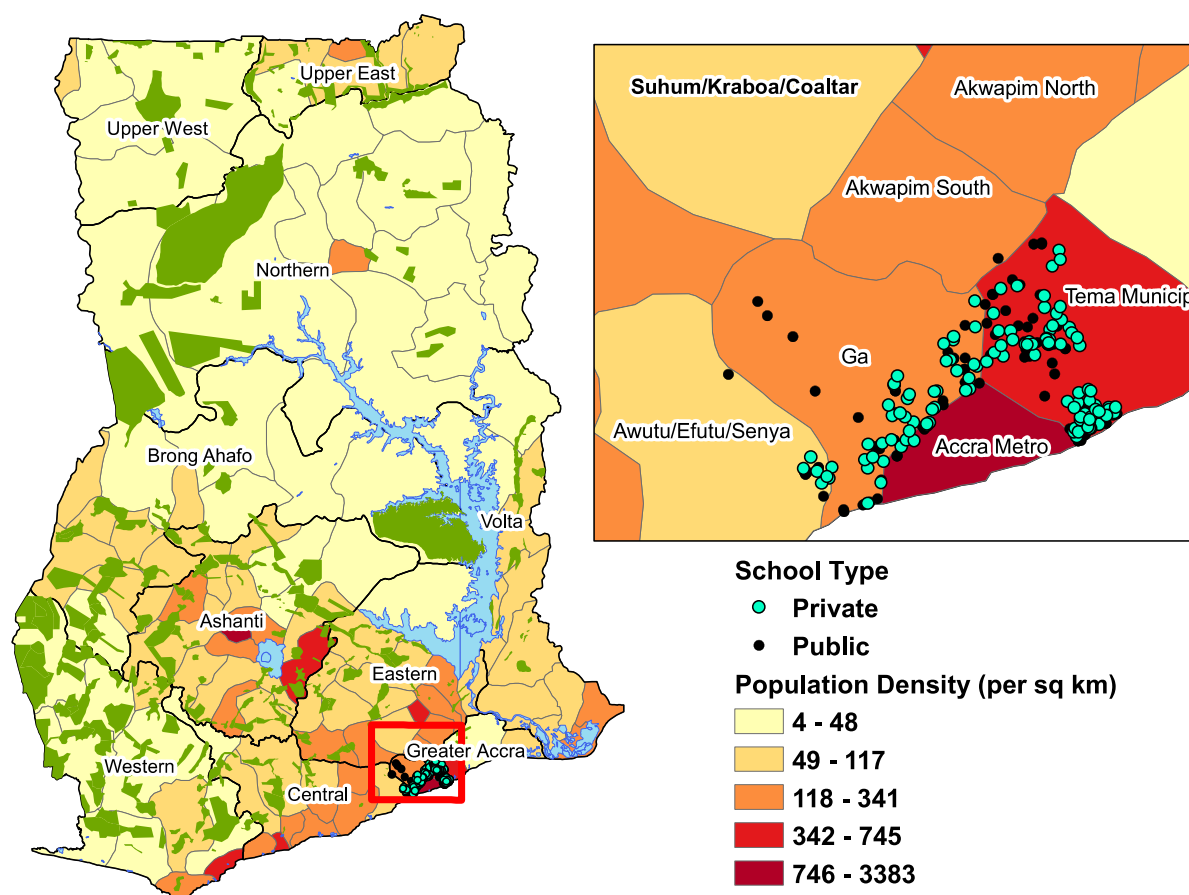 Upper East
Upper West
Northern
Brong Ahafo
Volta
Ashanti
Eastern
Greater Accra
Western
Central
Suhum/Kraboa/Coaltar
Akwapim North
Akwapim South
Tema Municip
Ga
Awutu/Efutu/Senya
Accra Metro
School Type
Private
Public
Population Density (per sq km)
4 - 48
49 - 117
118 - 341
342 - 745
746 - 3383